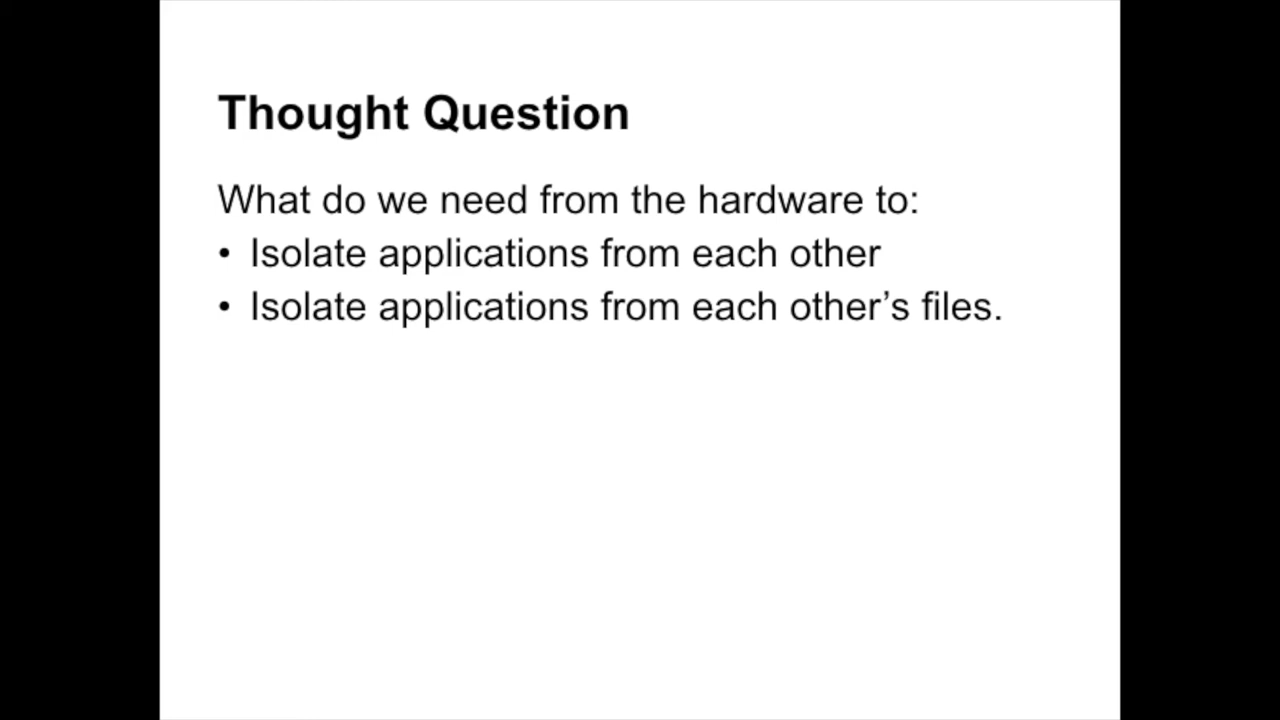 Thought Question
What do we need from the hardware to:
• Isolate applications from each other
• Isolate applications from each other’s files.